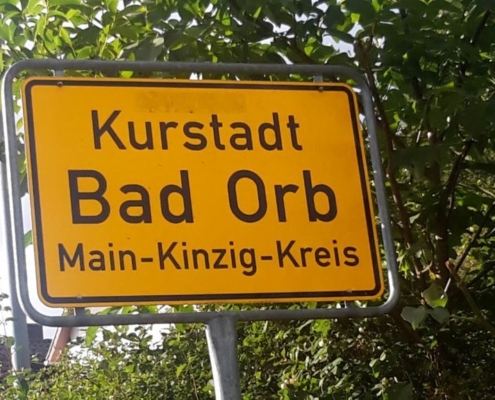 Kurstadt
Bad Orb
Main-Kinzig-Kreis